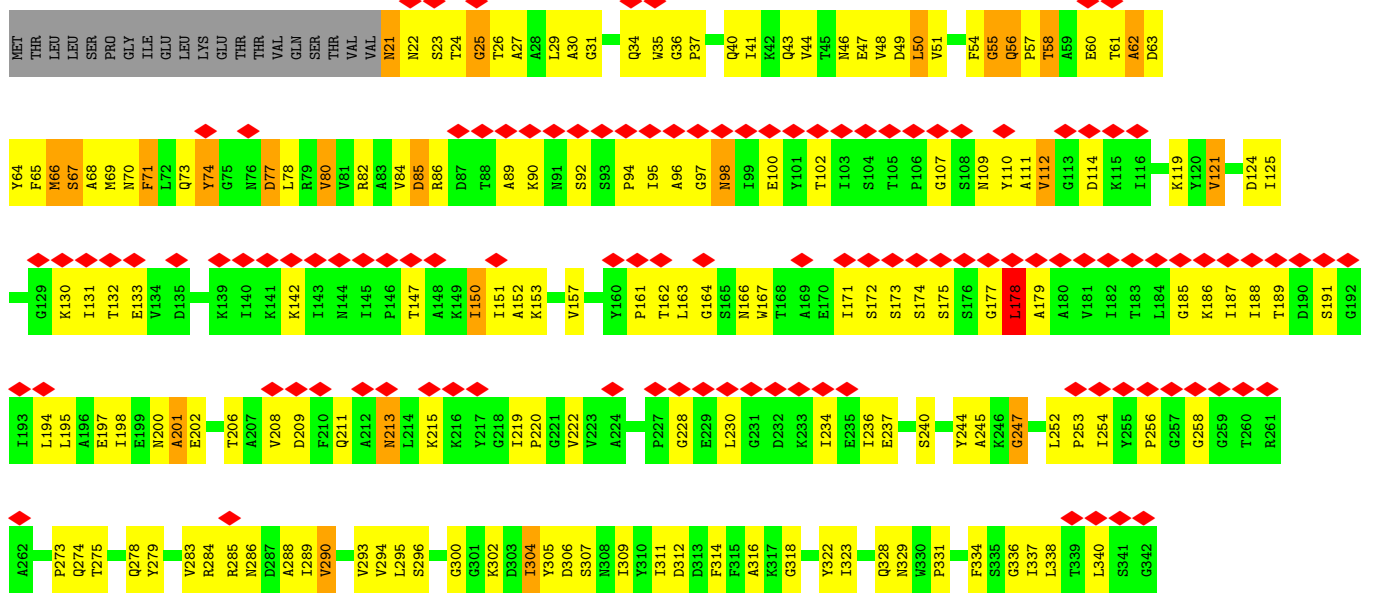 MET THR LEU LEU SER PRO GLY ILE GLU LEU LYS GLU THR THR VAL GLN SER THR VAL VAL N21 N22 S23 T24 G25 T26 A27 A28 L29 A30 G31 Q34 W35 G36 P37 Q40 I41 K42 Q43 V44 T45 N46 E47 V48 D49 L50 V51 F54 G55 Q56 P57 T58 A59 E60 T61 A62 D63
Y64 F65 M66 S67 A68 M69 N70 F71 L72 Q73 Y74 G75 N76 D77 L78 R79 V80 V81 R82 A83 V84 D85 R86 D87 T88 A89 K90 N91 S92 S93 P94 I95 A96 G97 N98 I99 E100 Y101 T102 I103 S104 T105 P106 G107 S108 N109 Y110 A111 V112 G113 D114 K115 I116 K119 Y120 V121 D124 I125
G129 K130 I131 T132 E133 V134 D135 K139 I140 K141 K142 I143 N144 I145 P146 T147 A148 K149 I150 I151 A152 K153 V157 Y160 P161 T162 L163 G164 S165 N166 W167 T168 A169 E170 I171 S172 S173 S174 S175 S176 G177 L178 A179 A180 V181 I182 T183 L184 G185 K186 I187 I188 T189 D190 S191 G192
I193 L194 L195 A196 E197 I198 E199 N200 A201 E202 T206 A207 V208 D209 F210 Q211 A212 N213 L214 K215 K216 Y217 G218 I219 P220 G221 V222 V223 A224 P227 G228 E229 L230 G231 D232 K233 I234 E235 I236 E237 S240 Y244 A245 K246 G247 L252 P253 I254 Y255 P256 G257 G258 G259 T260 R261
A262 P273 Q274 T275 Q278 Y279 V283 R284 R285 N286 D287 A288 I289 V290 V293 V294 L295 S296 G300 G301 K302 D303 I304 Y305 D306 S307 N308 I309 Y310 I311 D312 D313 F314 F315 A316 K317 G318 Y322 I323 Q328 N329 W330 P331 F334 S335 G336 I337 L338 T339 L340 S341 G342